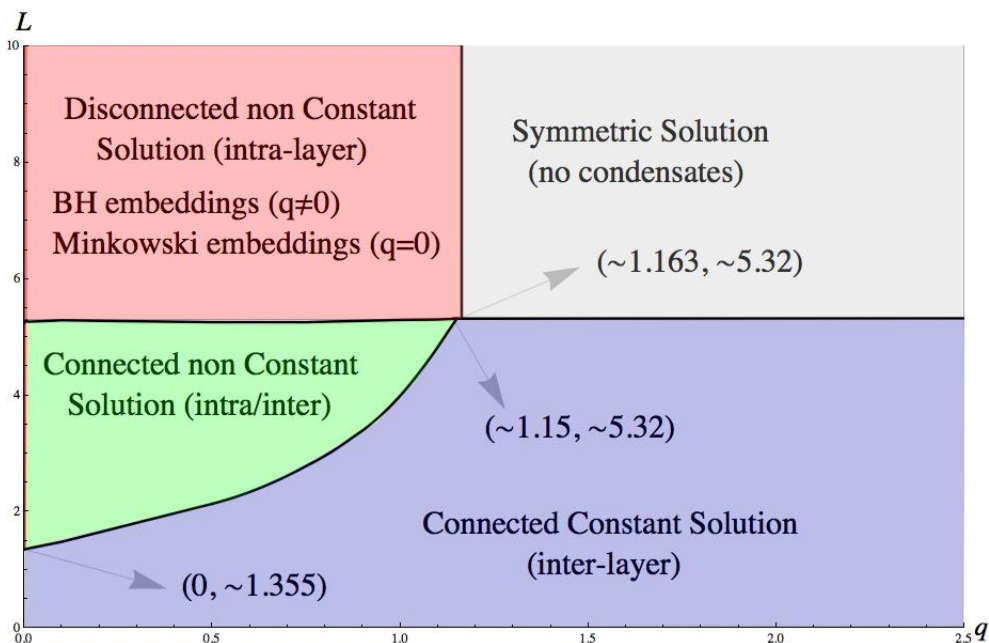 L
10
Disconnected non Constant
Solution (intra-layer)
BH embeddings (q≠0)
Minkowski embeddings (q=0)
Symmetric Solution
(no condensates)
8
(~1.163, ~5.32)
6
Connected non Constant
Solution (intra/inter)
4
(~1.15, ~5.32)
2
Connected Constant Solution
(inter-layer)
(0, ~1.355)
0
0.0 0.5 1.0 1.5 2.0 2.5 q